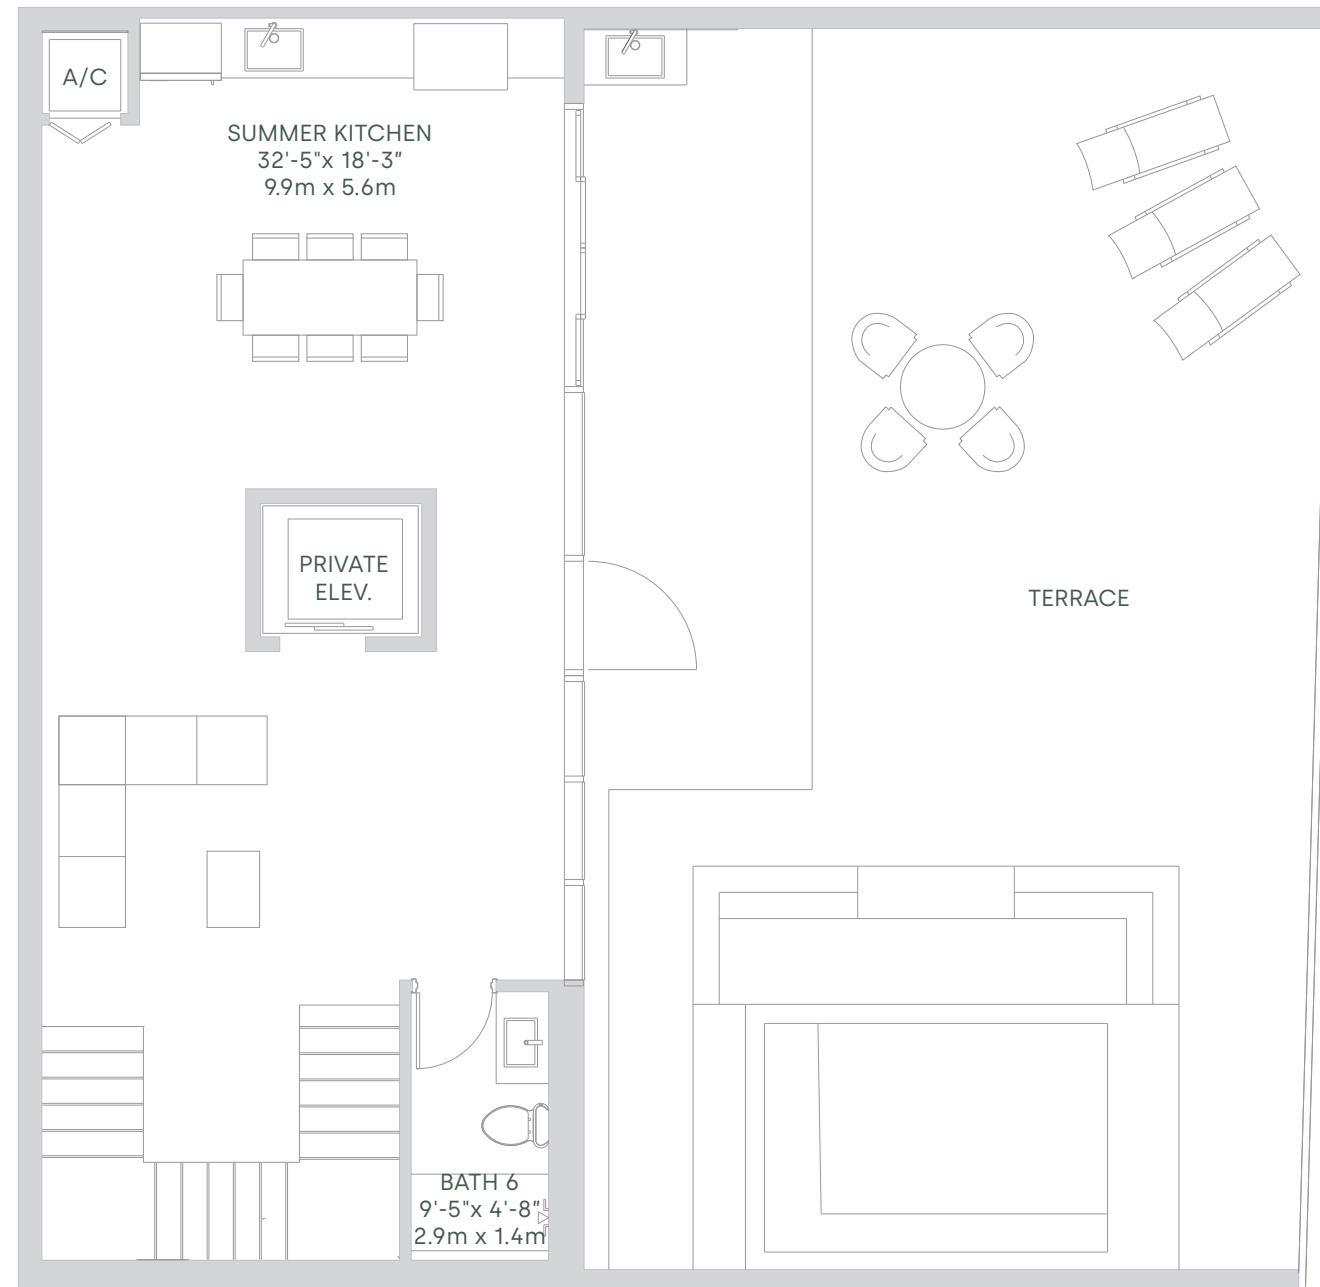 A/C
SUMMER KITCHEN
32'-5"x 18'-3"
9.9m x 5.6m
PRIVATE
ELEV.
TERRACE
BATH 6
9'-5"x 4'-8"
2.9m x 1.4m